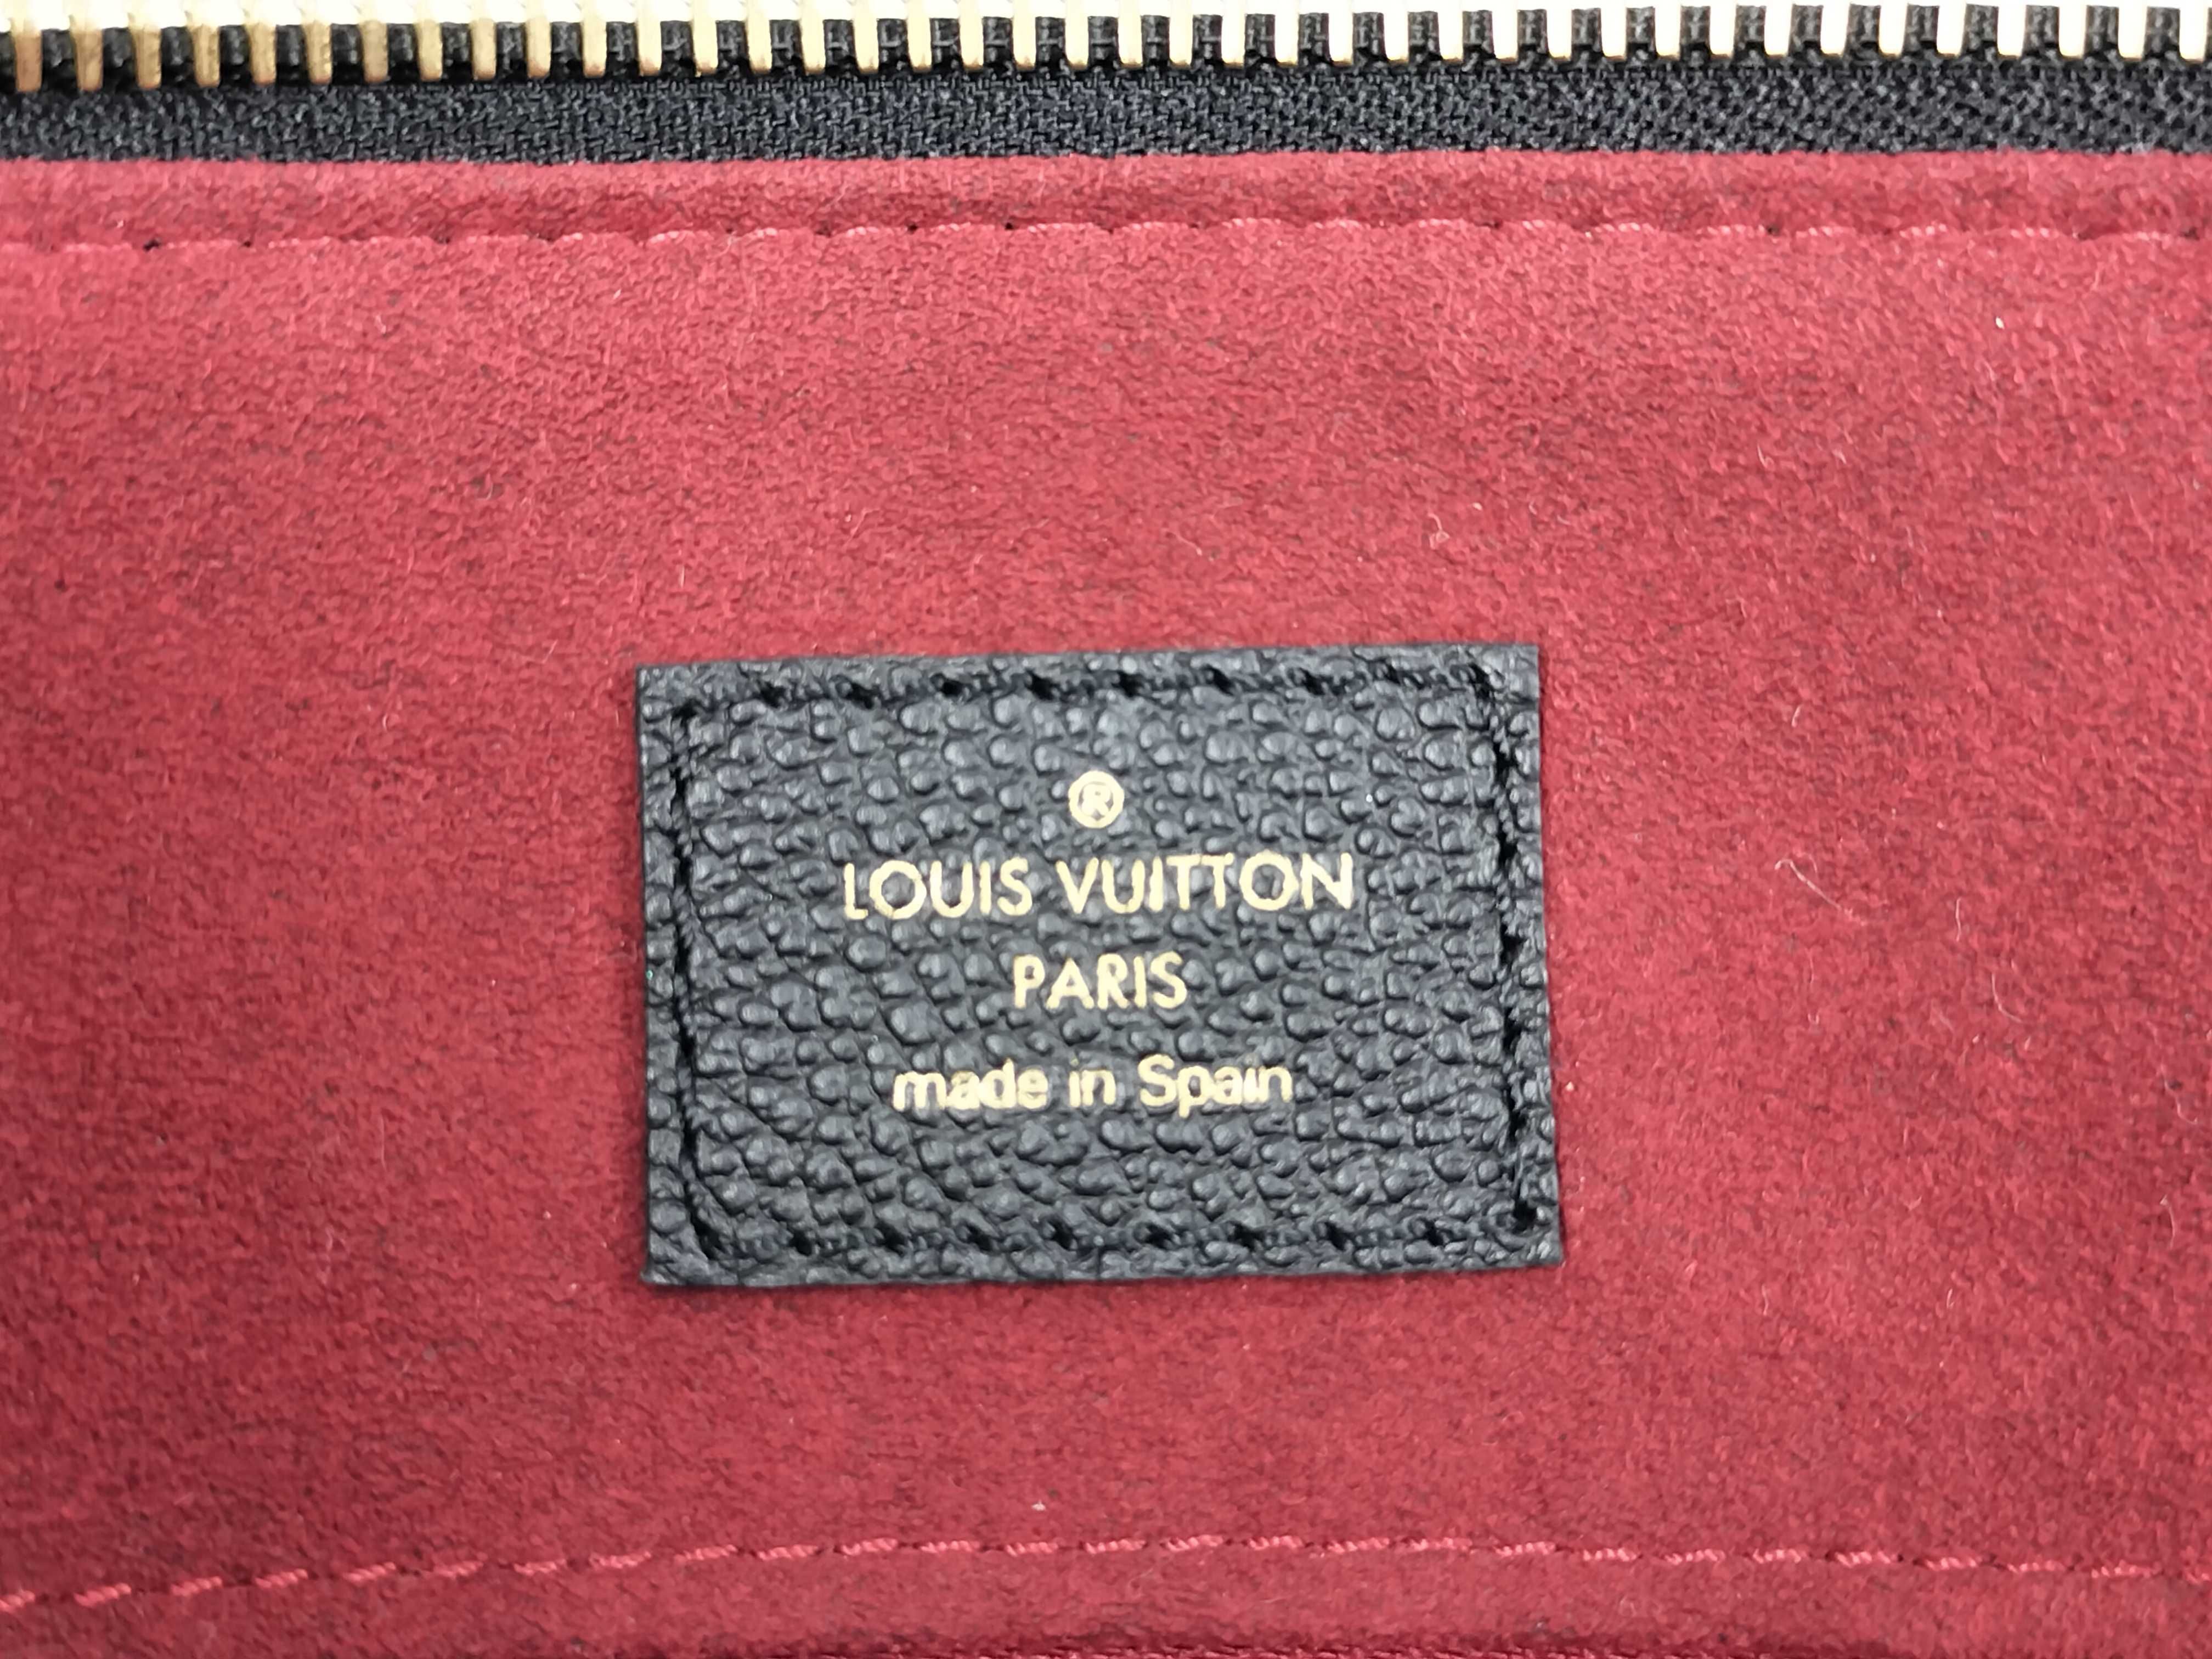 ®
LOUIS VUITTON
PARIS
made in Spain